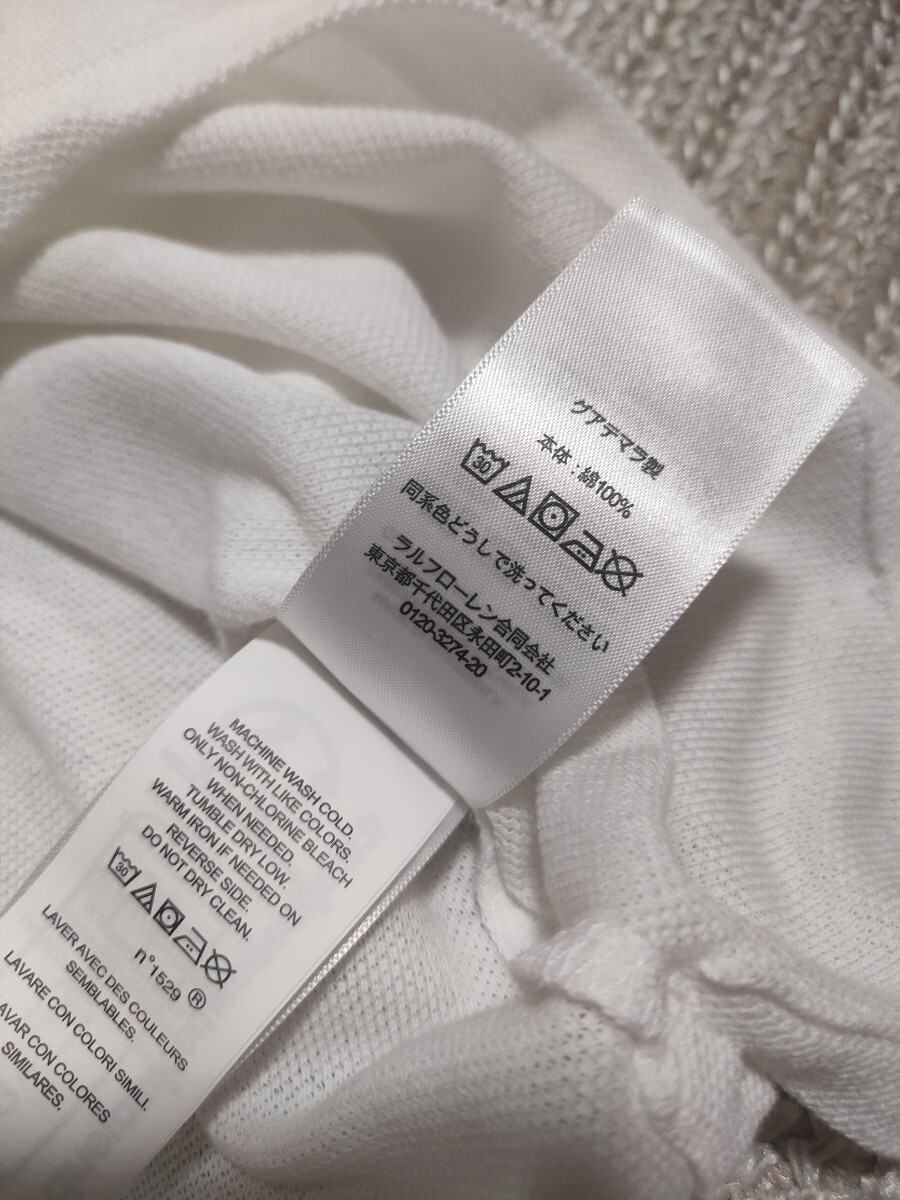 グアテマラ製
本体：綿100%
30
同系色どうしで洗ってください
ラルフローレン合同会社
東京都千代田区永田町2-10-1
0120-3274-20
MACHINE WASH COLD.
WASH WITH LIKE COLORS.
ONLY NON-CHLORINE BLEACH
WHEN NEEDED.
TUMBLE DRY LOW.
WARM IRON IF NEEDED ON
REVERSE SIDE.
DO NOT DRY CLEAN.
30
n°1529 ®
LAVER AVEC DES COULEURS
SEMBLABLES.
LAVARE CON COLORI SIMILI.
LAVAR CON COLORES
SIMILARES.